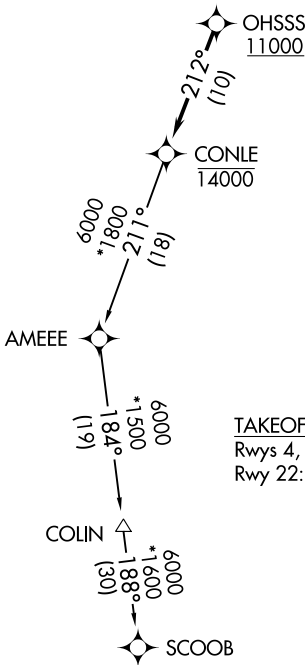 OHSSS
11000
212°
(10)
CONLE
14000
6000
*1800
211°
(18)
AMEEE
6000
*1500
184°
(19)
TAKEOF
Rwys 4,
Rwy 22:
COLIN
6000
*1600
188°
(30)
SCOOB